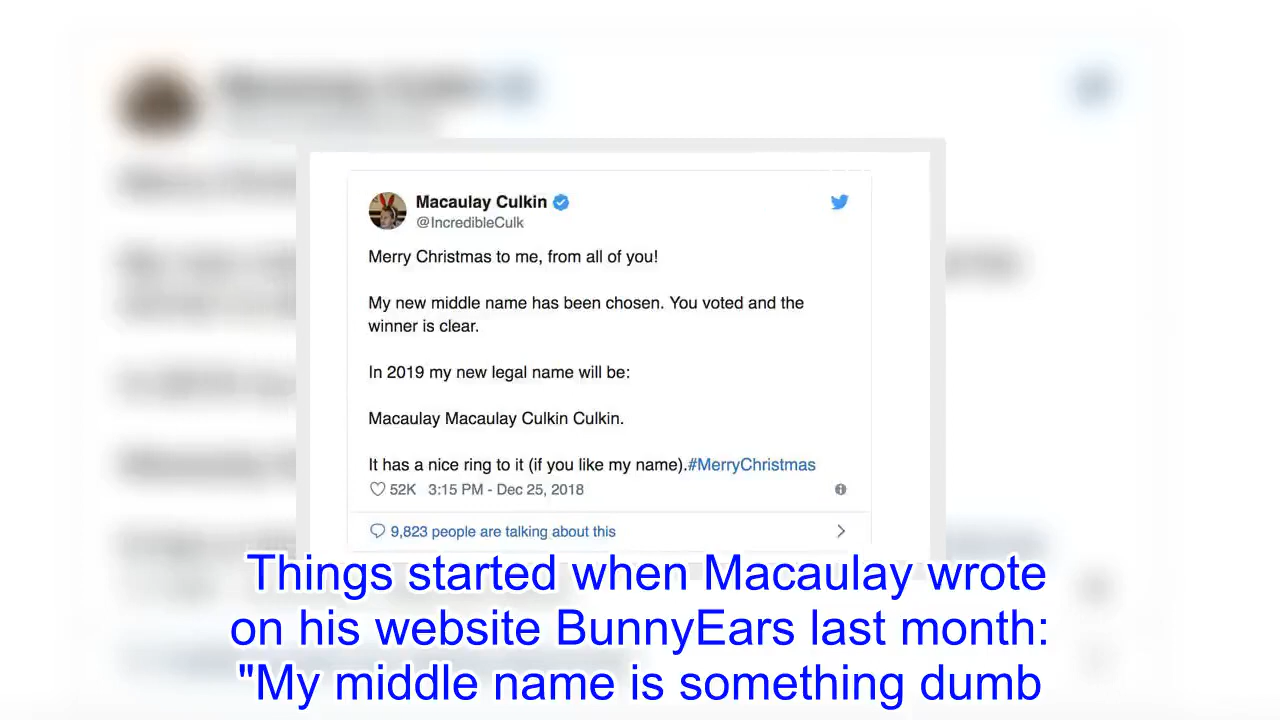 Macaulay Culkin
@IncredibleCulk
Merry Christmas to me, from all of you!
My new middle name has been chosen. You voted and the
winner is clear.
In 2019 my new legal name will be:
Macaulay Macaulay Culkin Culkin.
It has a nice ring to it (if you like my name).#MerryChristmas
52K 3:15 PM - Dec 25, 2018
9,823 people are talking about this
Things started when Macaulay wrote
on his website BunnyEars last month:
"My middle name is something dumb